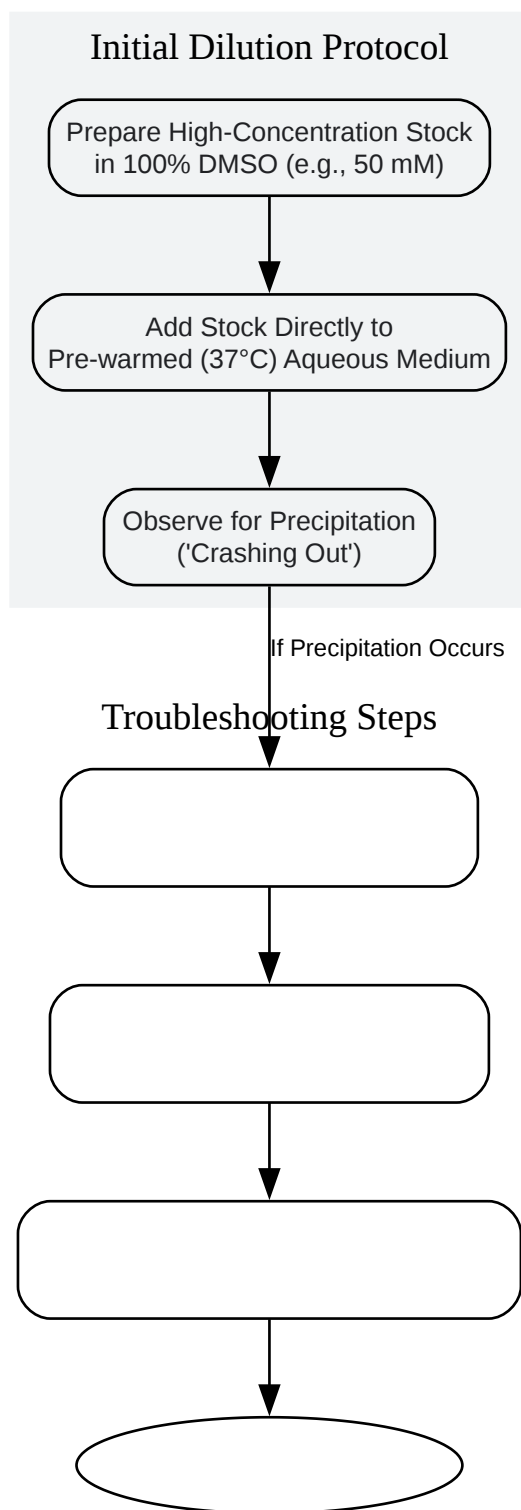 Initial Dilution Protocol
Prepare High-Concentration Stock
in 100% DMSO (e.g., 50 mM)
Add Stock Directly to
Pre-warmed (37°C) Aqueous Medium
Observe for Precipitation
('Crashing Out')
If Precipitation Occurs
Troubleshooting Steps